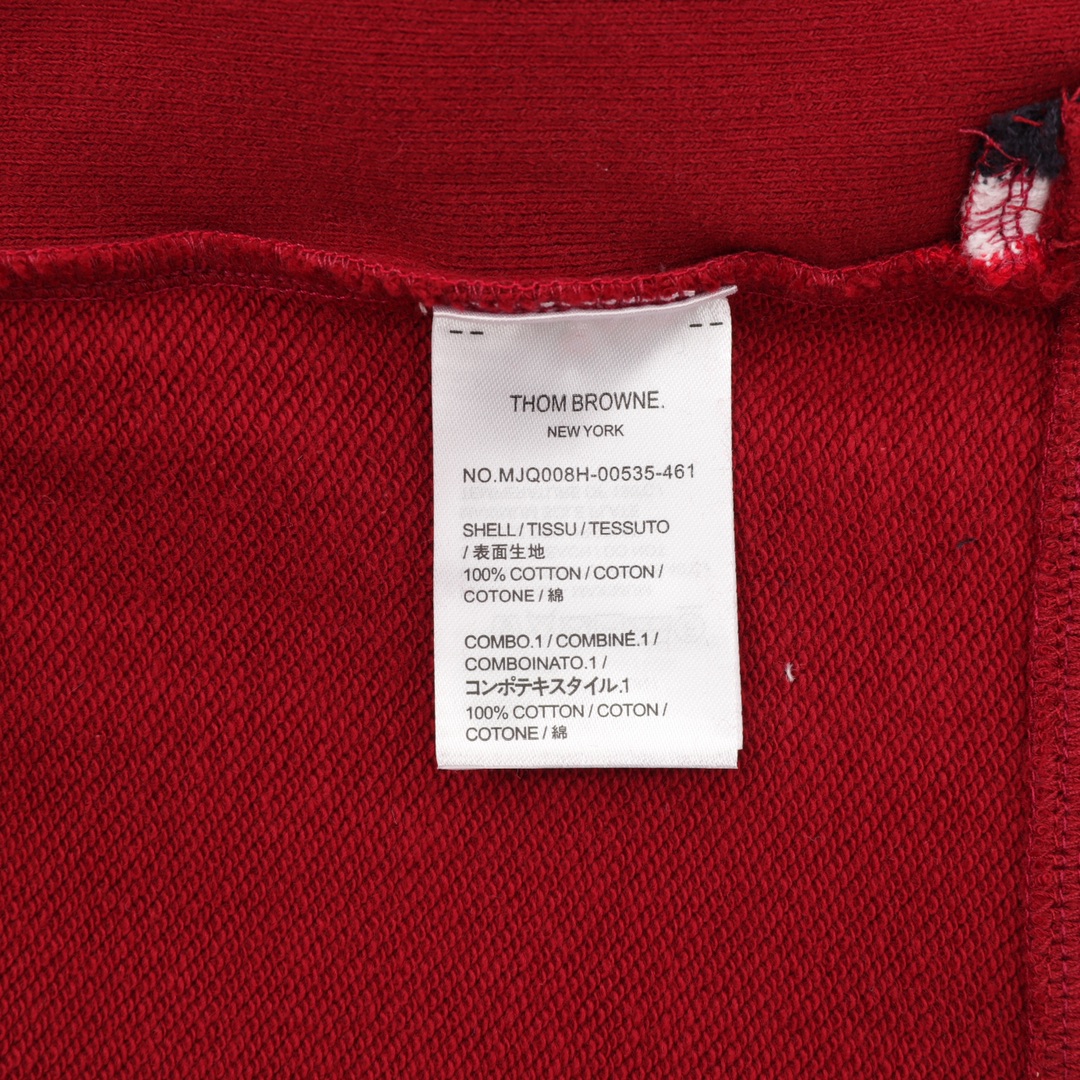 THOM BROWNE.
NEW YORK
NO.MJQ008H-00535-461
SHELL / TISSU / TESSUTO
/ 表面生地
100% COTTON / COTON /
COTONE / 綿
COMBO.1 / COMBINÉ.1 /
COMBOINATO.1 /
コンポテキスタイル.1
100% COTTON / COTON /
COTONE / 綿